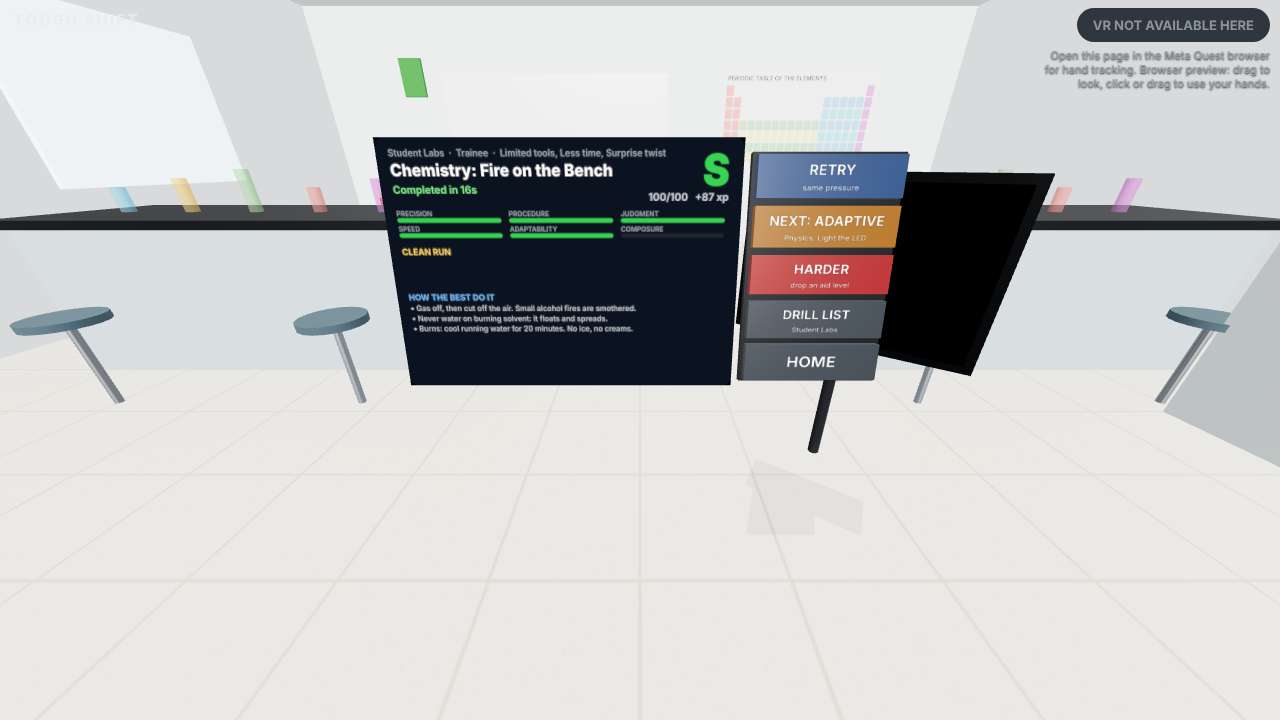 TOUGH SHIFT
VR NOT AVAILABLE HERE
Open this page in the Meta Quest browser
for hand tracking. Browser preview: drag to
look, click or drag to use your hands.
PERIODIC TABLE OF THE ELEMENTS
Student Labs · Trainee · Limited tools, Less time, Surprise twist
Chemistry: Fire on the Bench
S
Completed in 16s
100/100 +87 xp
PRECISION
PROCEDURE
JUDGMENT
SPEED
ADAPTABILITY
COMPOSURE
CLEAN RUN
HOW THE BEST DO IT
• Gas off, then cut off the air. Small alcohol fires are smothered.
• Never water on burning solvent: it floats and spreads.
• Burns: cool running water for 20 minutes. No ice, no creams.
RETRY
same pressure
NEXT: ADAPTIVE
Physics: Light the LED
HARDER
drop an aid level
DRILL LIST
Student Labs
HOME